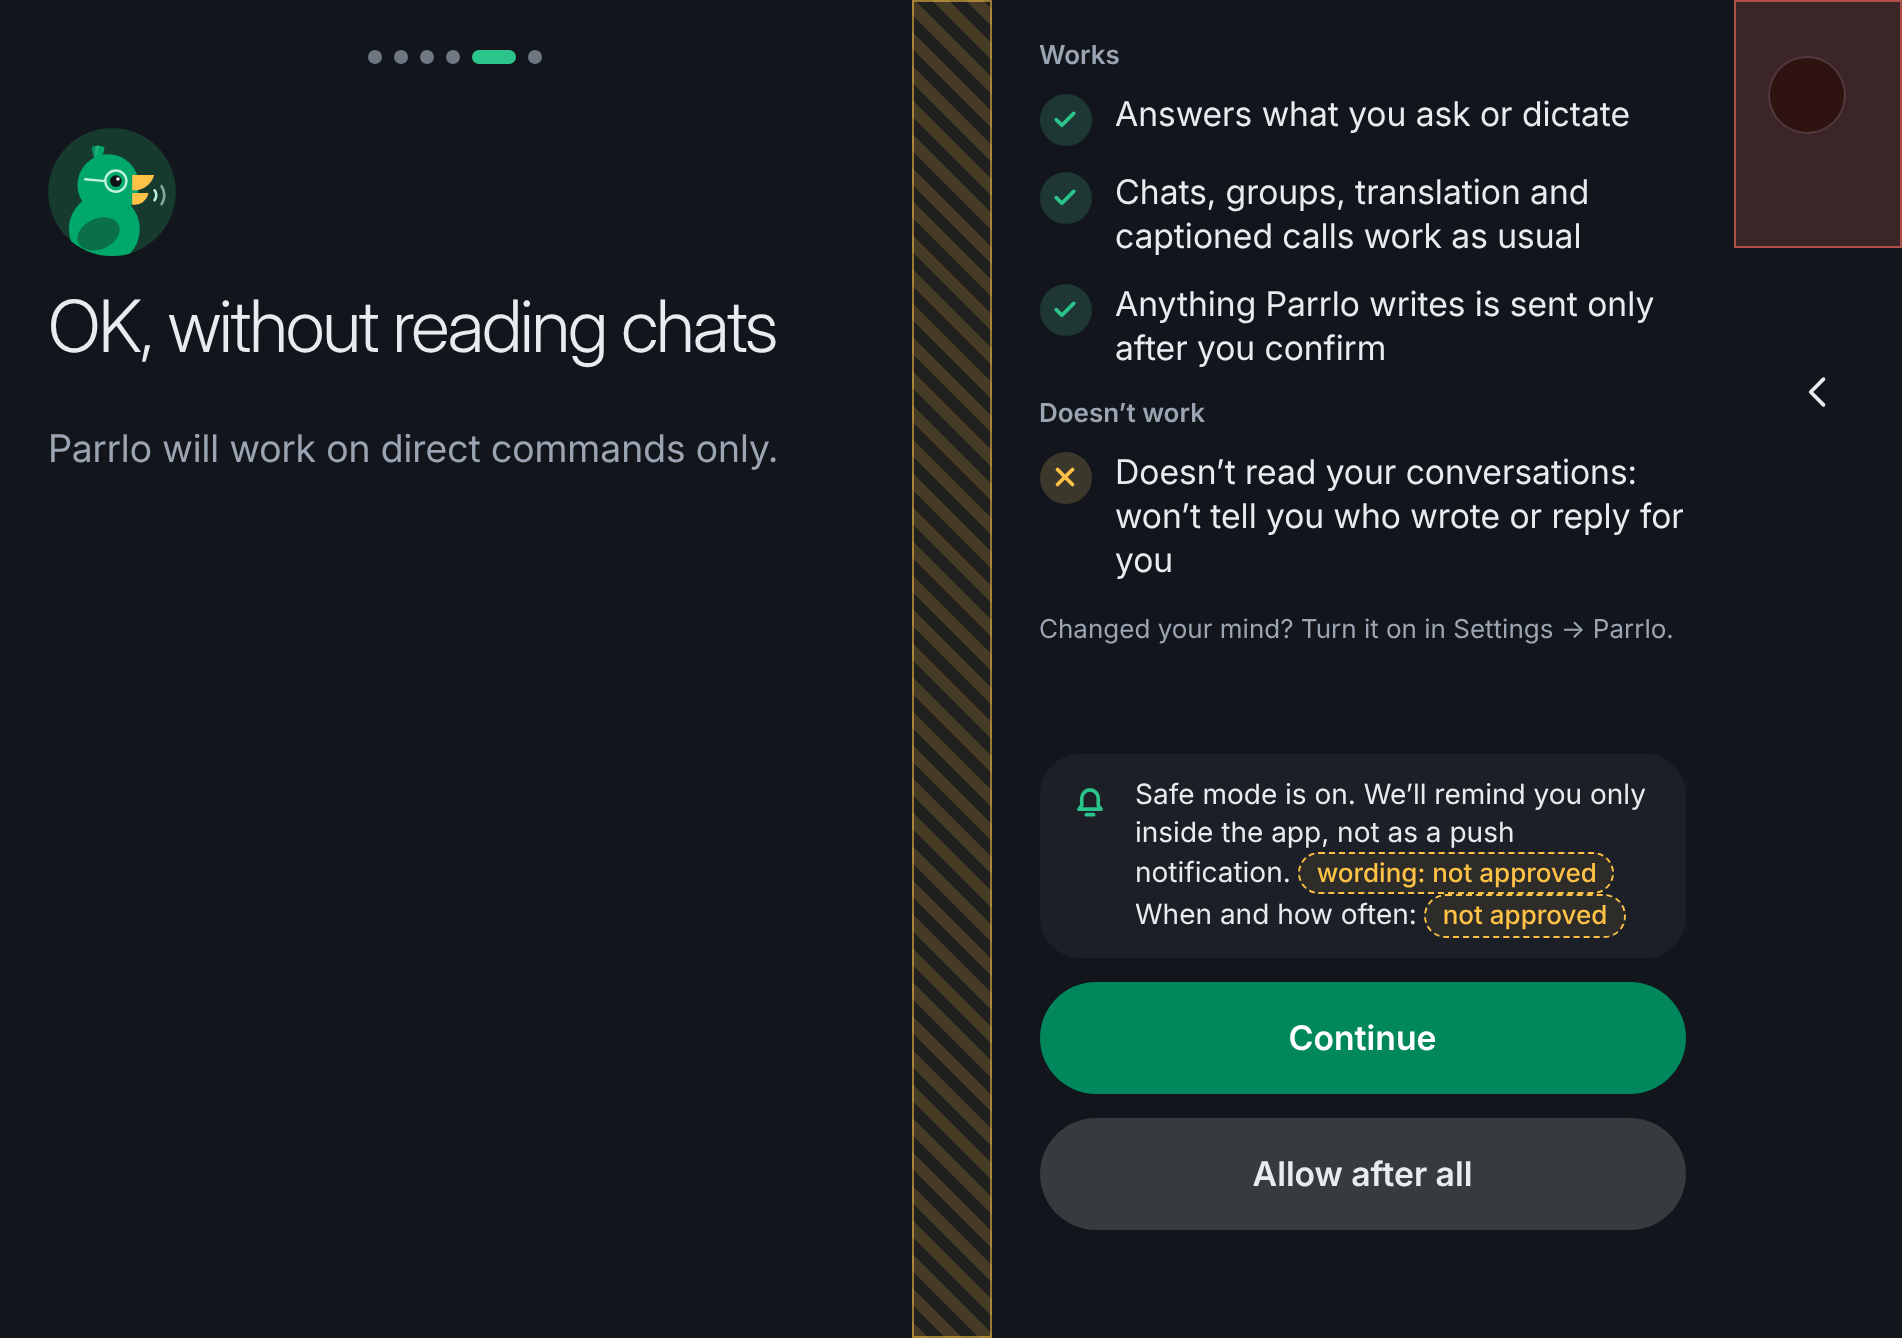 OK, without reading chats
Parrlo will work on direct commands only.
Works
Answers what you ask or dictate
Chats, groups, translation and
captioned calls work as usual
Anything Parrlo writes is sent only
after you confirm
Doesn’t work
Doesn’t read your conversations:
won’t tell you who wrote or reply for
you
Changed your mind? Turn it on in Settings → Parrlo.
Safe mode is on. We’ll remind you only
inside the app, not as a push
notification. wording: not approved
When and how often: not approved
Continue
Allow after all